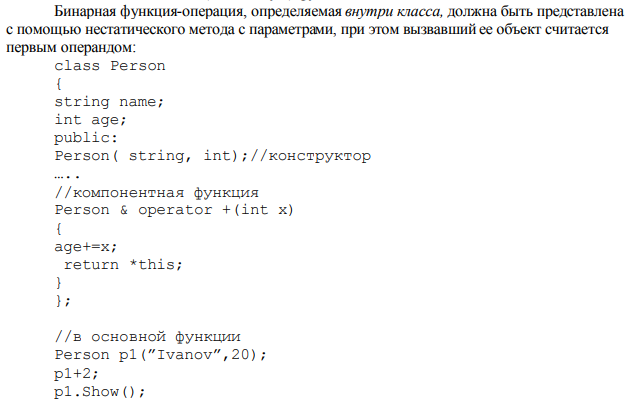 Бинарная функция-операция, определяемая внутри класса, должна быть представлена
с помощью нестатического метода с параметрами, при этом вызвавший ее объект считается
первым операндом:
class Person
{
string name;
int age;
public:
Person( string, int);//конструктор
…..
//компонентная функция
Person & operator +(int x)
{
age+=x;
return *this;
}
};
//в основной функции
Person p1(”Ivanov”,20);
p1+2;
p1.Show();